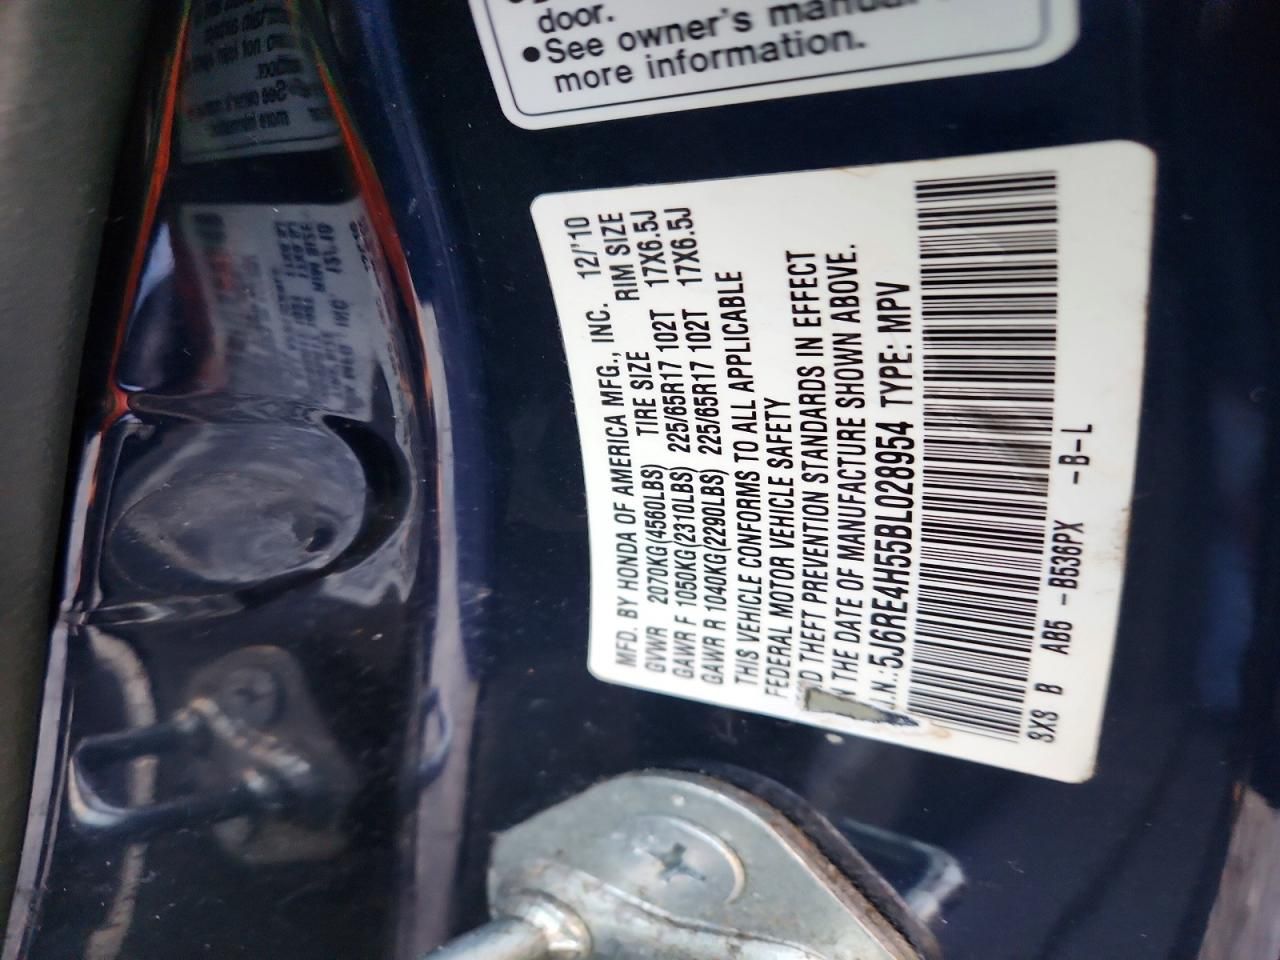 door.
•See owner's manual
more information.
MFD. BY HONDA OF AMERICA MFG., INC. 12/'10
GVWR 2070KG(4560LBS) TIRE SIZE RIM SIZE
GAWR F 1050KG(2310LBS) 225/65R17 102T 17X6.5J
GAWR R 1040KG(2290LBS) 225/65R17 102T 17X6.5J
THIS VEHICLE CONFORMS TO ALL APPLICABLE
FEDERAL MOTOR VEHICLE SAFETY
THEFT PREVENTION STANDARDS IN EFFECT
THE DATE OF MANUFACTURE SHOWN ABOVE.
I.N.:5J6RE4H55BL028954 TYPE: MPV
8X8 B AB5 -B536PX -B-L